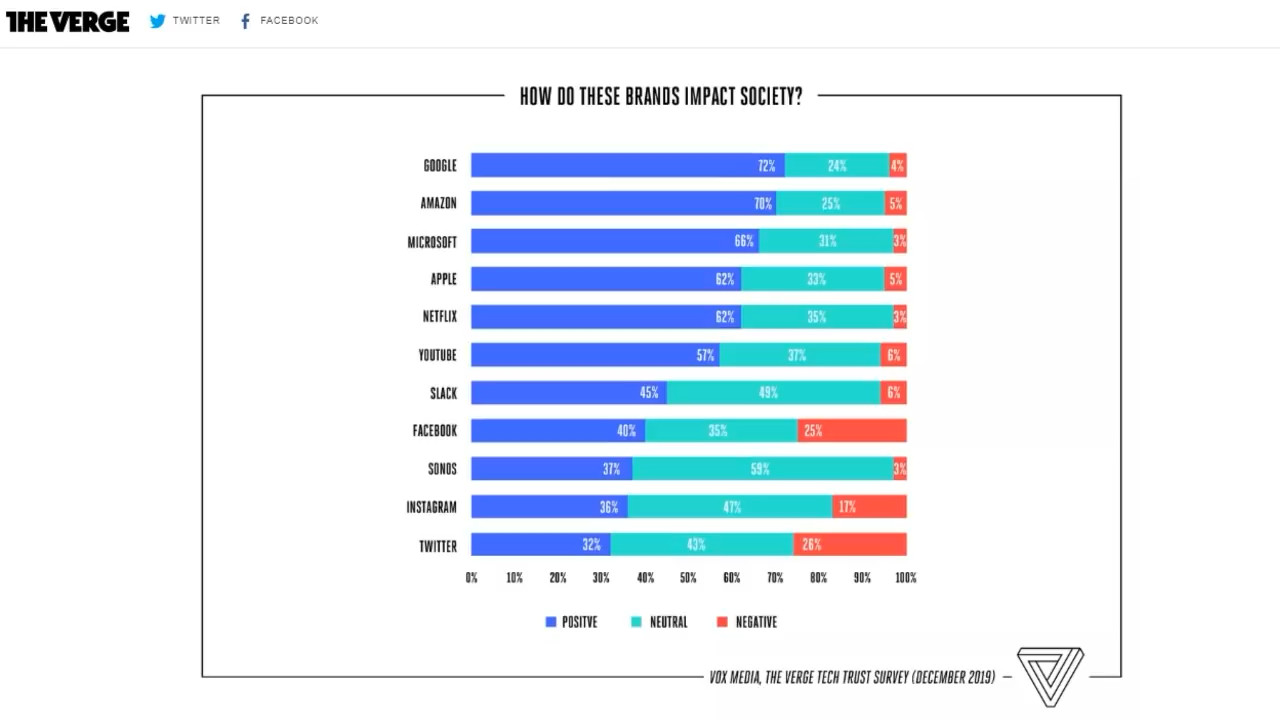 THE VERGE TWITTER FACEBOOK
HOW DO THESE BRANDS IMPACT SOCIETY?
GOOGLE 72% 24% 4%
AMAZON 70% 25% 5%
MICROSOFT 66% 31% 3%
APPLE 62% 33% 5%
NETFLIX 62% 35% 3%
YOUTUBE 57% 37% 6%
SLACK 45% 49% 6%
FACEBOOK 40% 35% 25%
SONOS 37% 59% 3%
INSTAGRAM 36% 47% 17%
TWITTER 32% 43% 26%
0% 10% 20% 30% 40% 50% 60% 70% 80% 90% 100%
POSITVE NEUTRAL NEGATIVE
VOX MEDIA, THE VERGE TECH TRUST SURVEY (DECEMBER 2019)